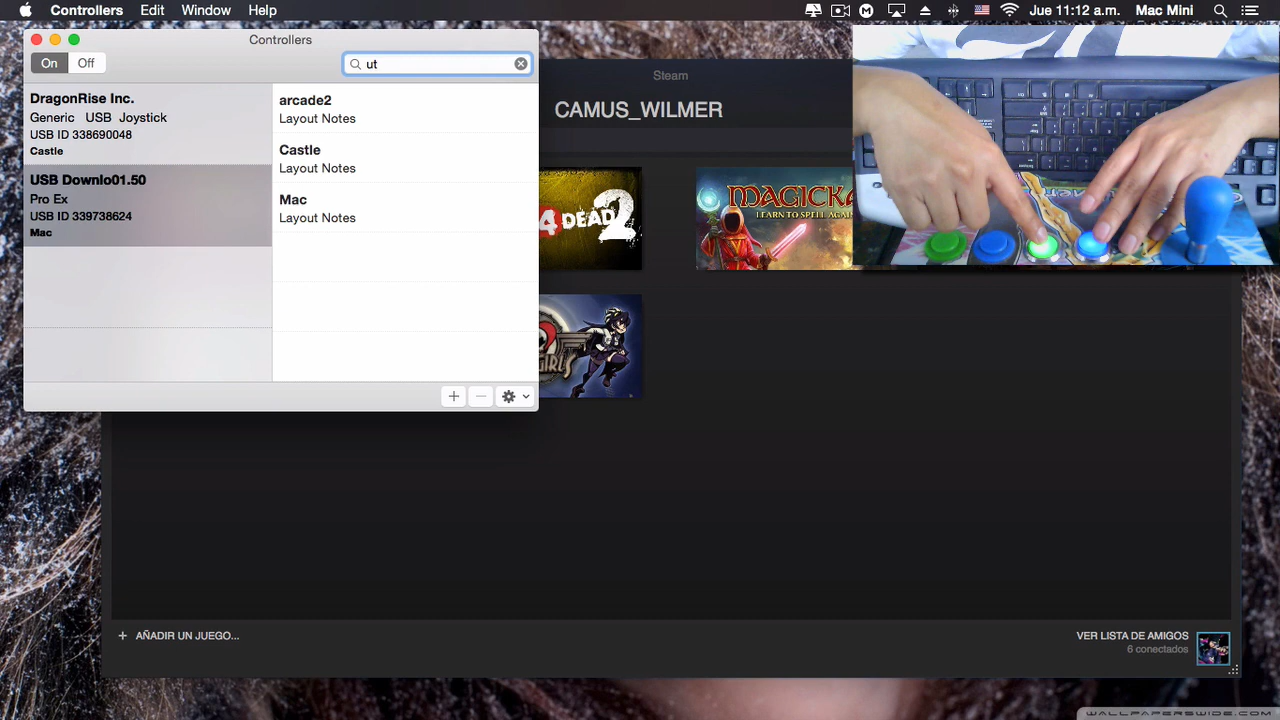 Controllers Edit Window Help
Jue 11:12 a.m. Mac Mini
Controllers
On Off
ut
DragonRise Inc.
Generic USB Joystick
USB ID 338690048
Castle
USB Downlo01.50
Pro Ex
USB ID 339738624
Mac
arcade2
Layout Notes
Castle
Layout Notes
Mac
Layout Notes
Steam
CAMUS_WILMER
4 DEAD 2
MAGICKA
LEARN TO SPELL AGAIN
GIRLS
+ AÑADIR UN JUEGO...
VER LISTA DE AMIGOS
6 conectados
WALLPAPERSWIDE.COM